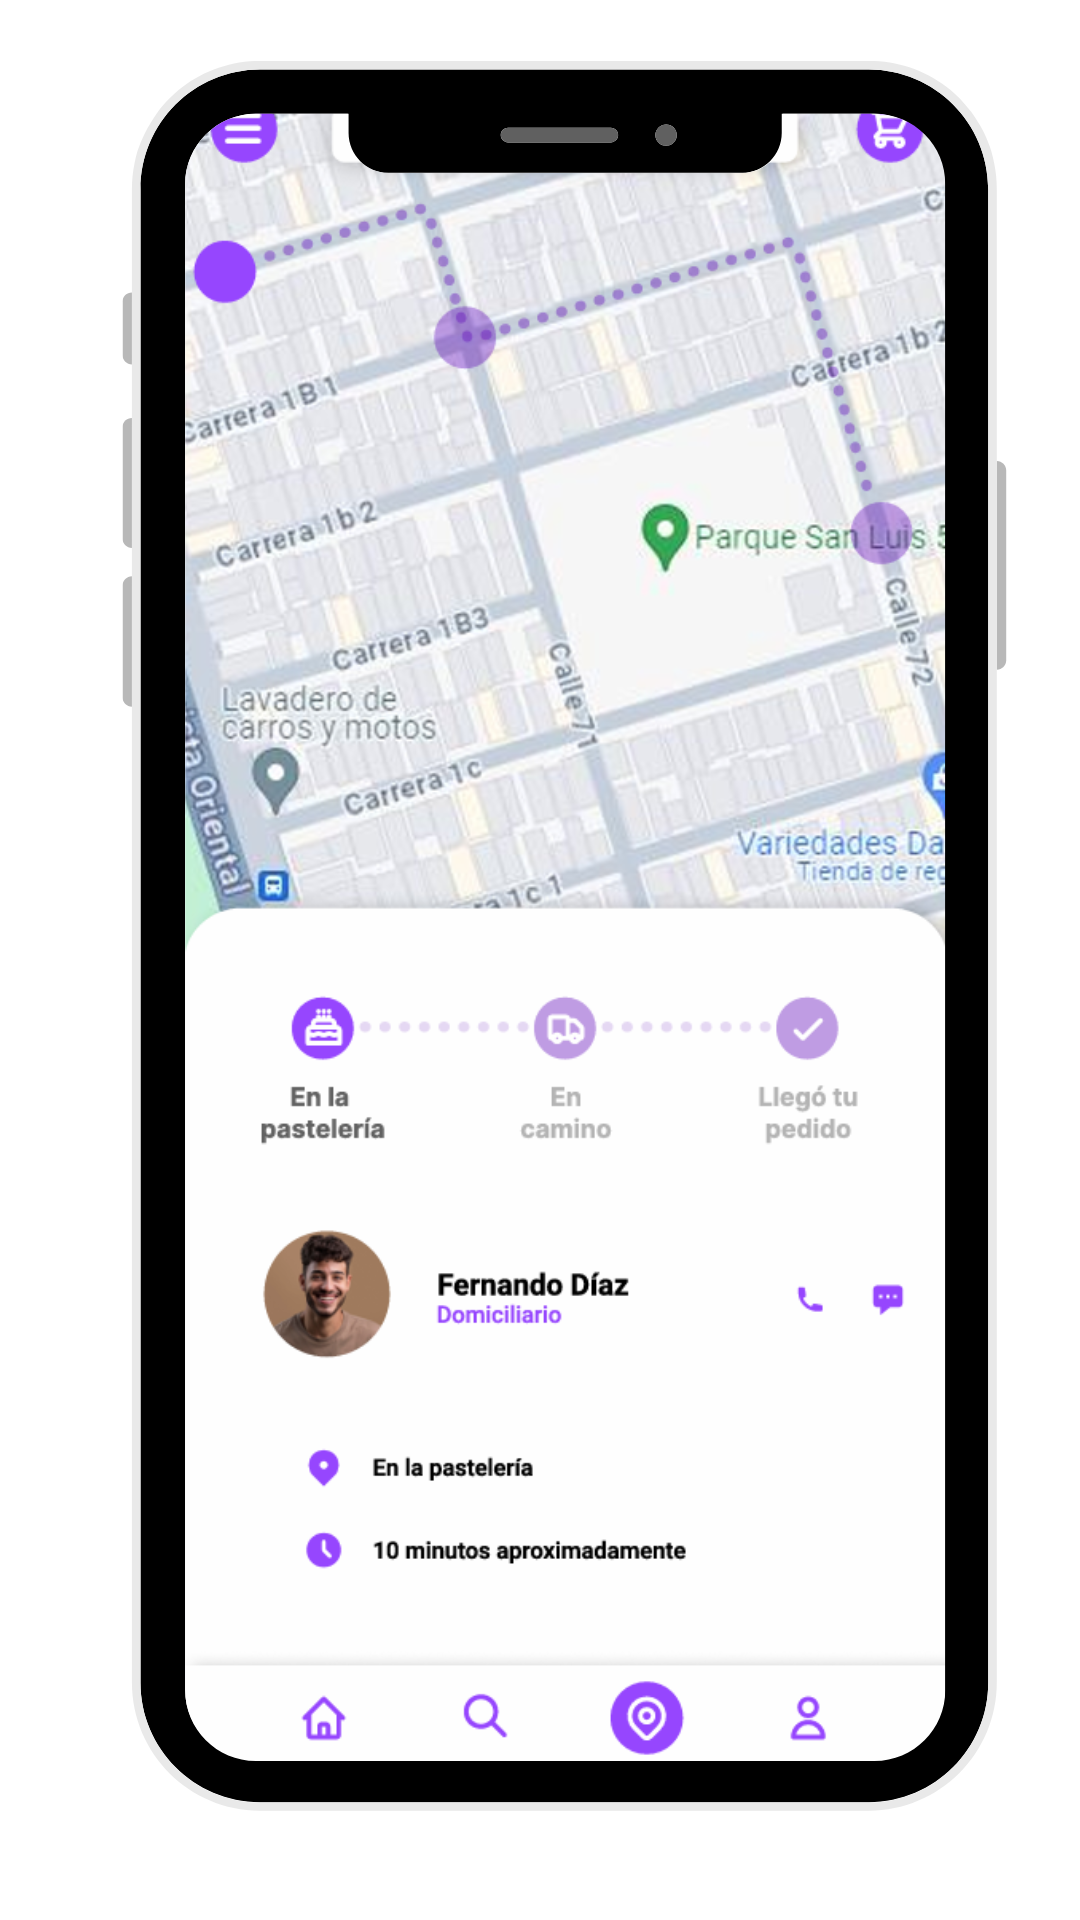 C
Carrera 1b 2
Carrera 1B 1
Carrera 1b 2
Parque San Luis 5
Carrera 1B3
Calle 71
Calle 72
Lavadero de
carros y motos
Carrera 1c
Oriental
Variedades Da
Tienda de reg
ra 1c 1
En la
pastelería
En
camino
Llegó tu
pedido
Fernando Díaz
Domiciliario
En la pastelería
10 minutos aproximadamente